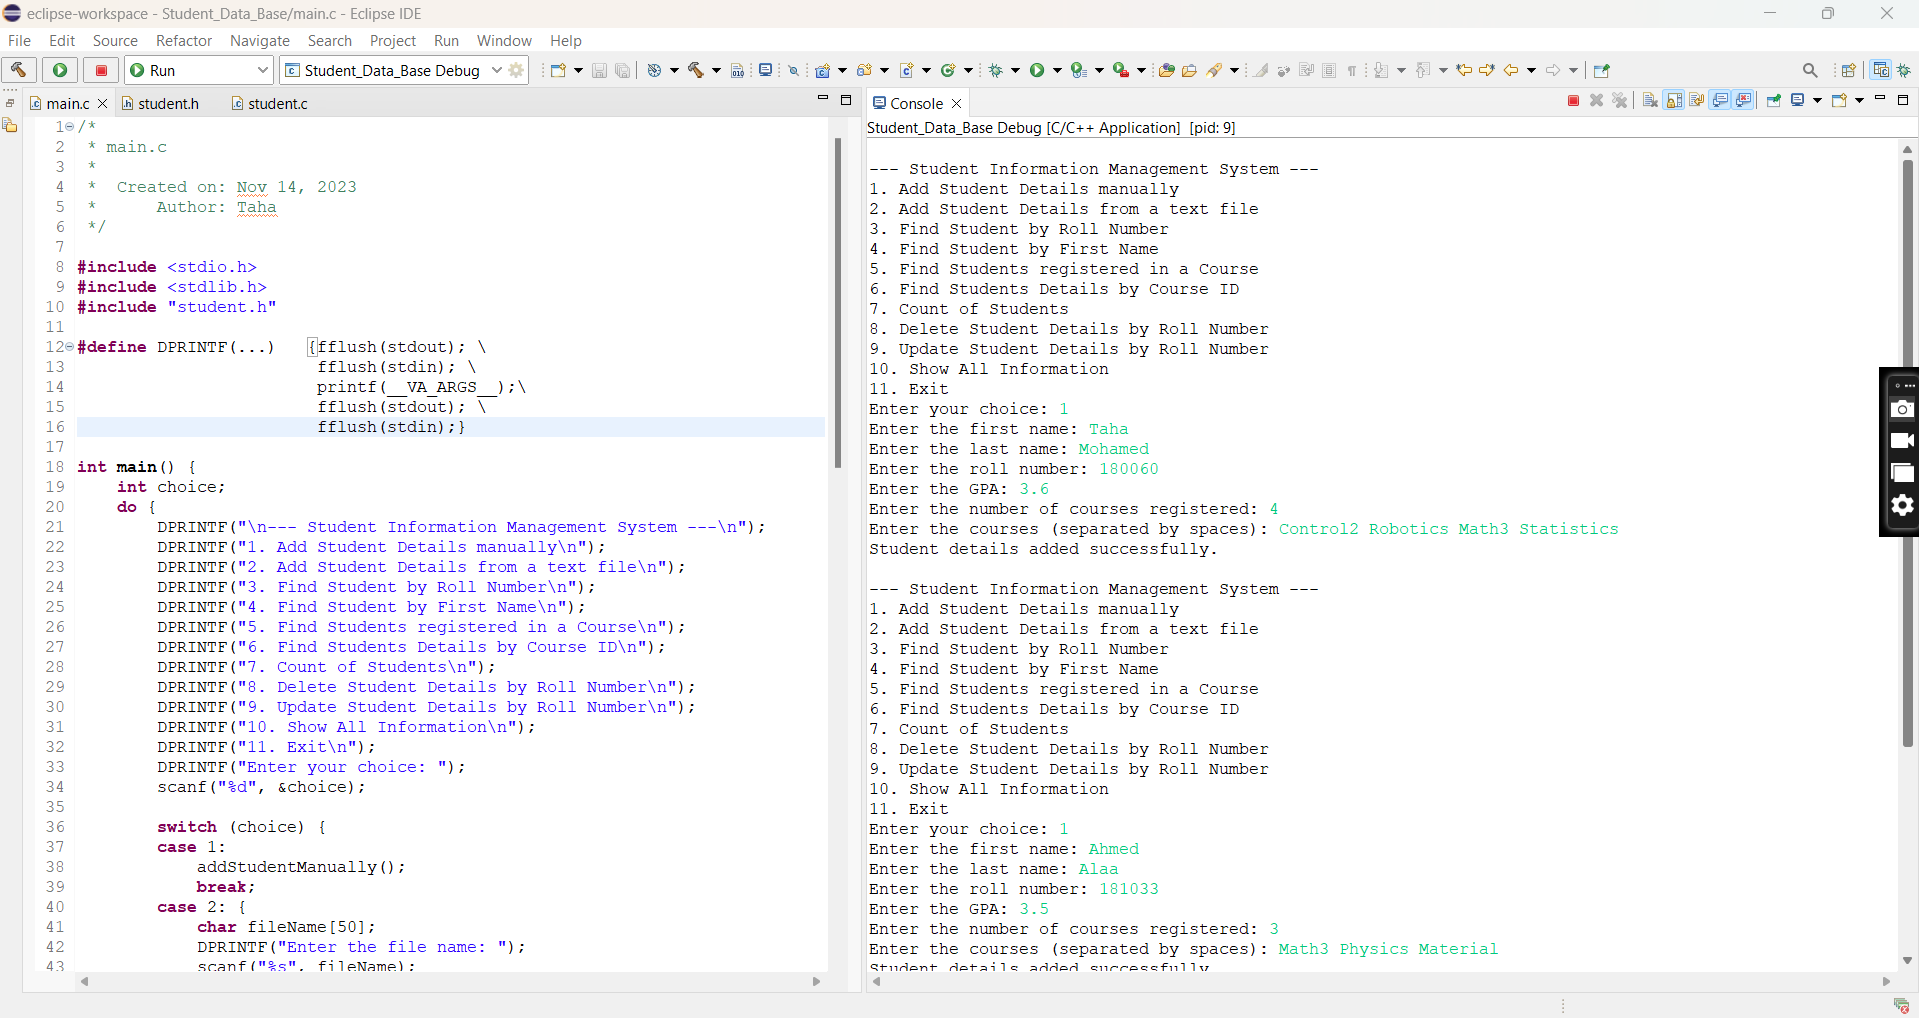 eclipse-workspace - Student_Data_Base/main.c - Eclipse IDE
File Edit Source Refactor Navigate Search Project Run Window Help
Run
Student_Data_Base Debug
main.c
student.h
student.c
1 /*
2  * main.c
3  *
4  *  Created on: Nov 14, 2023
5  *      Author: Taha
6  */
7
8 #include <stdio.h>
9 #include <stdlib.h>
10 #include "student.h"
11
12 #define DPRINTF(...)   {fflush(stdout); \
13                         fflush(stdin); \
14                         printf(__VA_ARGS__);\
15                         fflush(stdout); \
16                         fflush(stdin);}
17
18 int main() {
19     int choice;
20     do {
21         DPRINTF("\n--- Student Information Management System ---\n");
22         DPRINTF("1. Add Student Details manually\n");
23         DPRINTF("2. Add Student Details from a text file\n");
24         DPRINTF("3. Find Student by Roll Number\n");
25         DPRINTF("4. Find Student by First Name\n");
26         DPRINTF("5. Find Students registered in a Course\n");
27         DPRINTF("6. Find Students Details by Course ID\n");
28         DPRINTF("7. Count of Students\n");
29         DPRINTF("8. Delete Student Details by Roll Number\n");
30         DPRINTF("9. Update Student Details by Roll Number\n");
31         DPRINTF("10. Show All Information\n");
32         DPRINTF("11. Exit\n");
33         DPRINTF("Enter your choice: ");
34         scanf("%d", &choice);
35
36         switch (choice) {
37         case 1:
38             addStudentManually();
39             break;
40         case 2: {
41             char fileName[50];
42             DPRINTF("Enter the file name: ");
43             scanf("%s", fileName);
Console
Student_Data_Base Debug [C/C++ Application] [pid: 9]
--- Student Information Management System ---
1. Add Student Details manually
2. Add Student Details from a text file
3. Find Student by Roll Number
4. Find Student by First Name
5. Find Students registered in a Course
6. Find Students Details by Course ID
7. Count of Students
8. Delete Student Details by Roll Number
9. Update Student Details by Roll Number
10. Show All Information
11. Exit
Enter your choice: 1
Enter the first name: Taha
Enter the last name: Mohamed
Enter the roll number: 180060
Enter the GPA: 3.6
Enter the number of courses registered: 4
Enter the courses (separated by spaces): Control2 Robotics Math3 Statistics
Student details added successfully.
--- Student Information Management System ---
1. Add Student Details manually
2. Add Student Details from a text file
3. Find Student by Roll Number
4. Find Student by First Name
5. Find Students registered in a Course
6. Find Students Details by Course ID
7. Count of Students
8. Delete Student Details by Roll Number
9. Update Student Details by Roll Number
10. Show All Information
11. Exit
Enter your choice: 1
Enter the first name: Ahmed
Enter the last name: Alaa
Enter the roll number: 181033
Enter the GPA: 3.5
Enter the number of courses registered: 3
Enter the courses (separated by spaces): Math3 Physics Material
Student details added successfully.